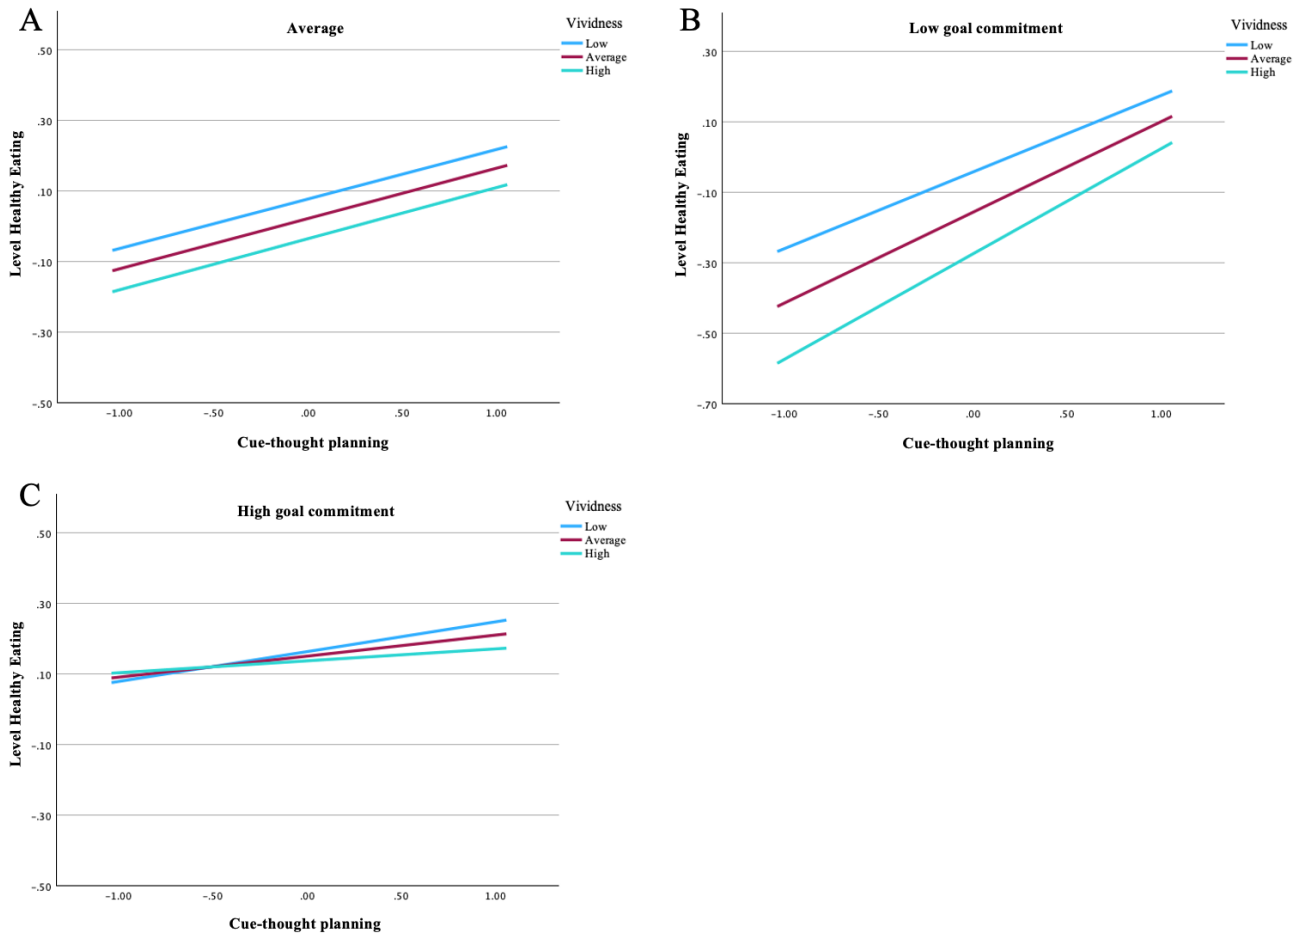 A
Average
Vividness
Low
Average
High
.50
.30
.10
-.10
-.30
-.50
Level Healthy Eating
-1.00 -.50 .00 .50 1.00
Cue-thought planning
B
Low goal commitment
Vividness
Low
Average
High
.30
.10
-.10
-.30
-.50
-.70
Level Healthy Eating
-1.00 -.50 .00 .50 1.00
Cue-thought planning
C
High goal commitment
Vividness
Low
Average
High
.50
.30
.10
-.10
-.30
-.50
Level Healthy Eating
-1.00 -.50 .00 .50 1.00
Cue-thought planning